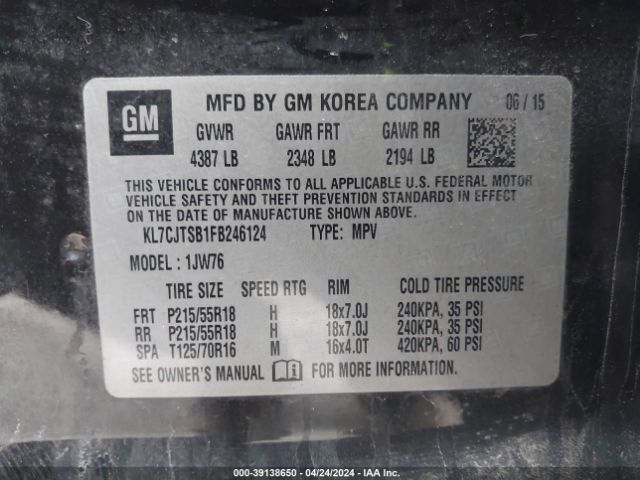 GM
MFD BY GM KOREA COMPANY 06 / 15
GVWR GAWR FRT GAWR RR
4387 LB 2348 LB 2194 LB
THIS VEHICLE CONFORMS TO ALL APPLICABLE U.S. FEDERAL MOTOR
VEHICLE SAFETY AND THEFT PREVENTION STANDARDS IN EFFECT
ON THE DATE OF MANUFACTURE SHOWN ABOVE.
KL7CJTSB1FB246124 TYPE: MPV
MODEL : 1JW76
TIRE SIZE SPEED RTG RIM COLD TIRE PRESSURE
FRT P215/55R18 H 18x7.0J 240KPA, 35 PSI
RR P215/55R18 H 18x7.0J 240KPA, 35 PSI
SPA T125/70R16 M 16x4.0T 420KPA, 60 PSI
SEE OWNER'S MANUAL FOR MORE INFORMATION.
000-39138650 - 04/24/2024 - IAA Inc.